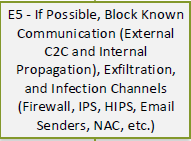 E5 - If Possible, Block Known
Communication (External
C2C and Internal
Propagation), Exfiltration,
and Infection Channels
(Firewall, IPS, HIPS, Email
Senders, NAC, etc.)